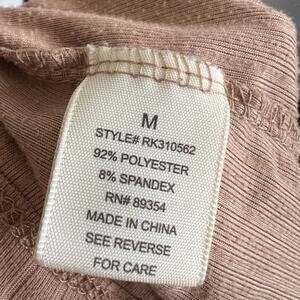 M
STYLE# RK310562
92% POLYESTER
8% SPANDEX
RN# 89354
MADE IN CHINA
SEE REVERSE
FOR CARE